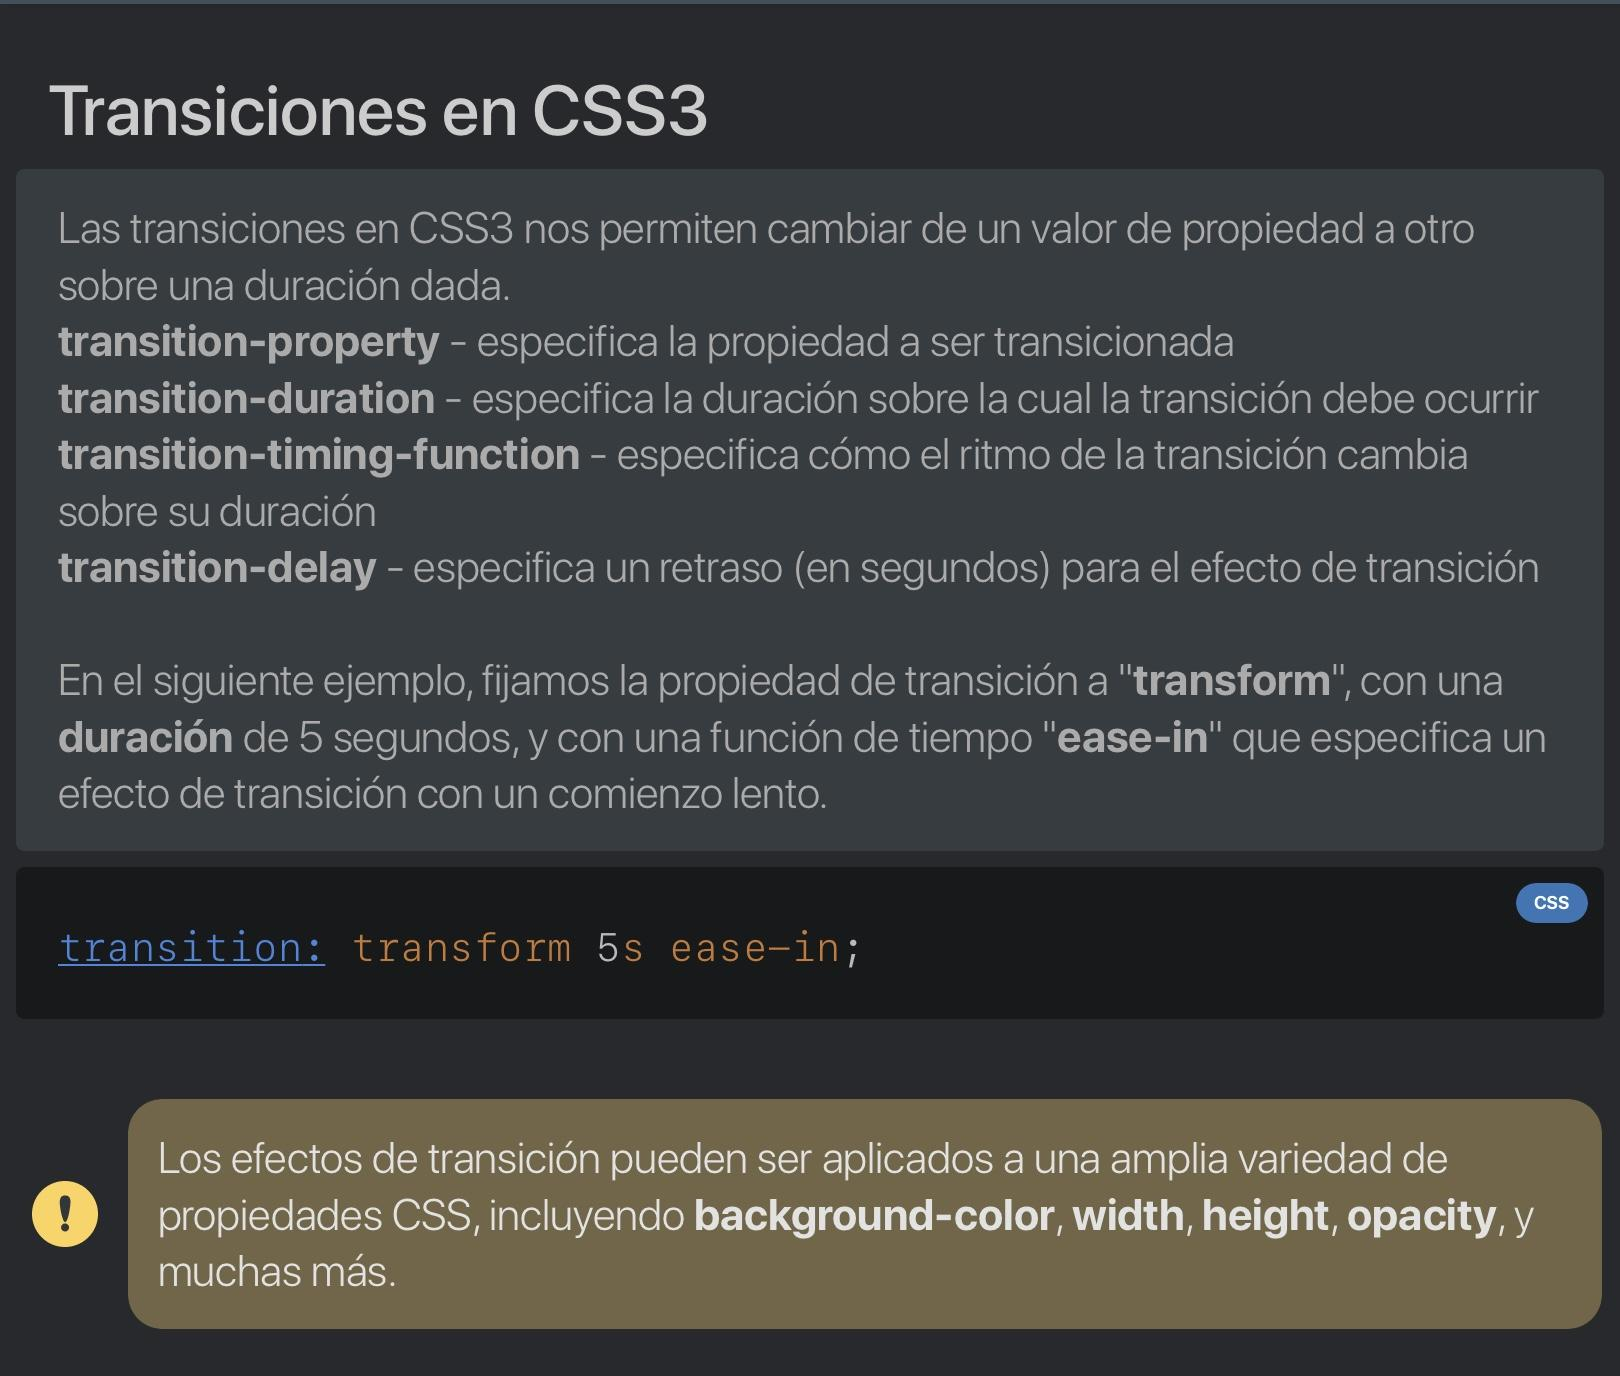 Transiciones en CSS3
Las transiciones en CSS3 nos permiten cambiar de un valor de propiedad a otro
sobre una duración dada.
transition-property - especifica la propiedad a ser transicionada
transition-duration - especifica la duración sobre la cual la transición debe ocurrir
transition-timing-function - especifica cómo el ritmo de la transición cambia
sobre su duración
transition-delay - especifica un retraso (en segundos) para el efecto de transición
En el siguiente ejemplo, fijamos la propiedad de transición a "transform", con una
duración de 5 segundos, y con una función de tiempo "ease-in" que especifica un
efecto de transición con un comienzo lento.
CSS
transition: transform 5s ease-in;
Los efectos de transición pueden ser aplicados a una amplia variedad de
propiedades CSS, incluyendo background-color, width, height, opacity, y
muchas más.